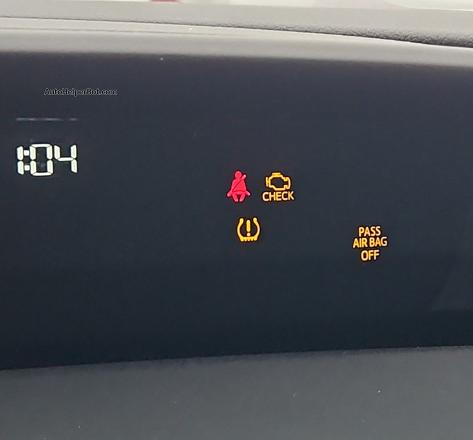 AutoHelperBot.com
1:04
CHECK
PASS
AIR BAG
OFF